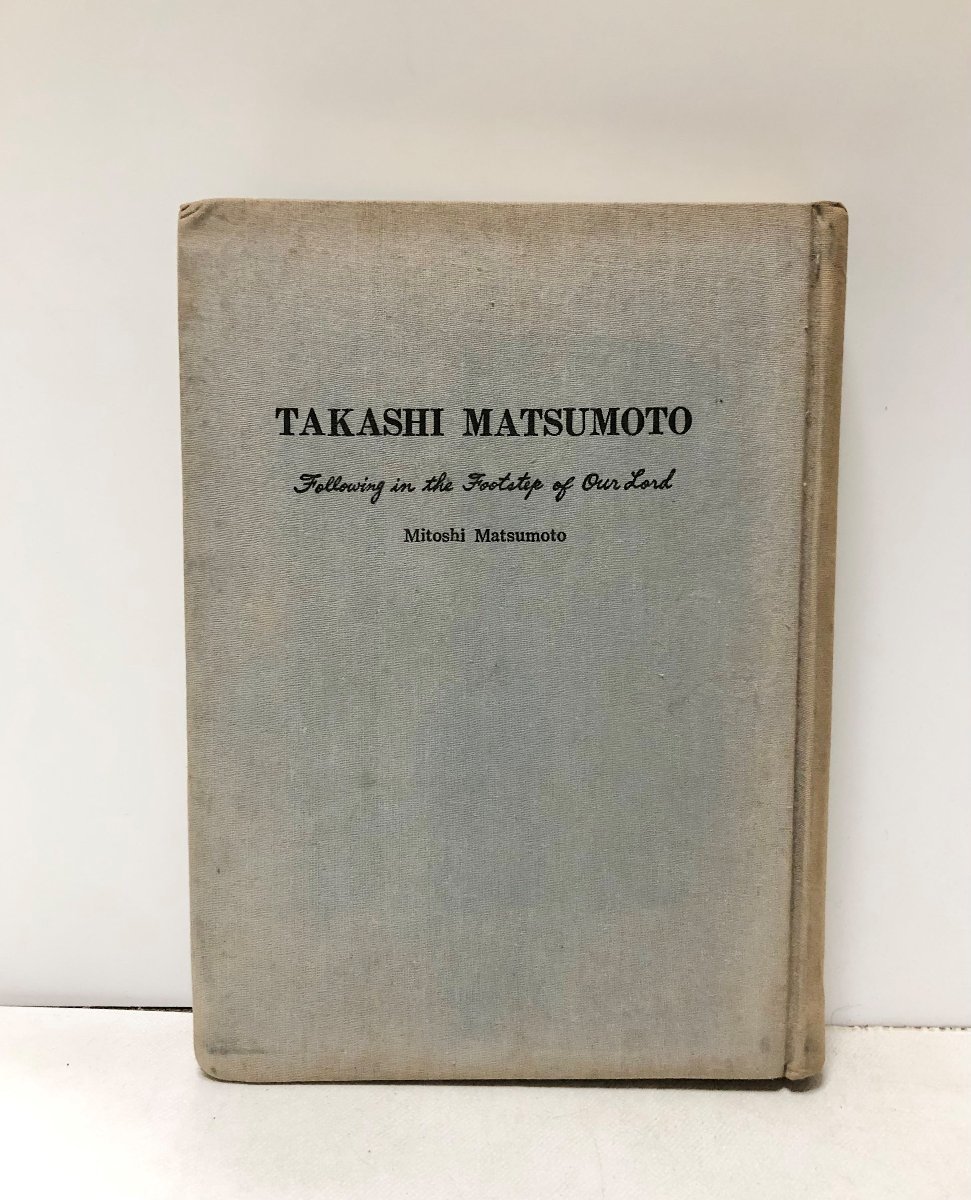 TAKASHI MATSUMOTO
Following in the Footstep of Our Lord
Mitoshi Matsumoto